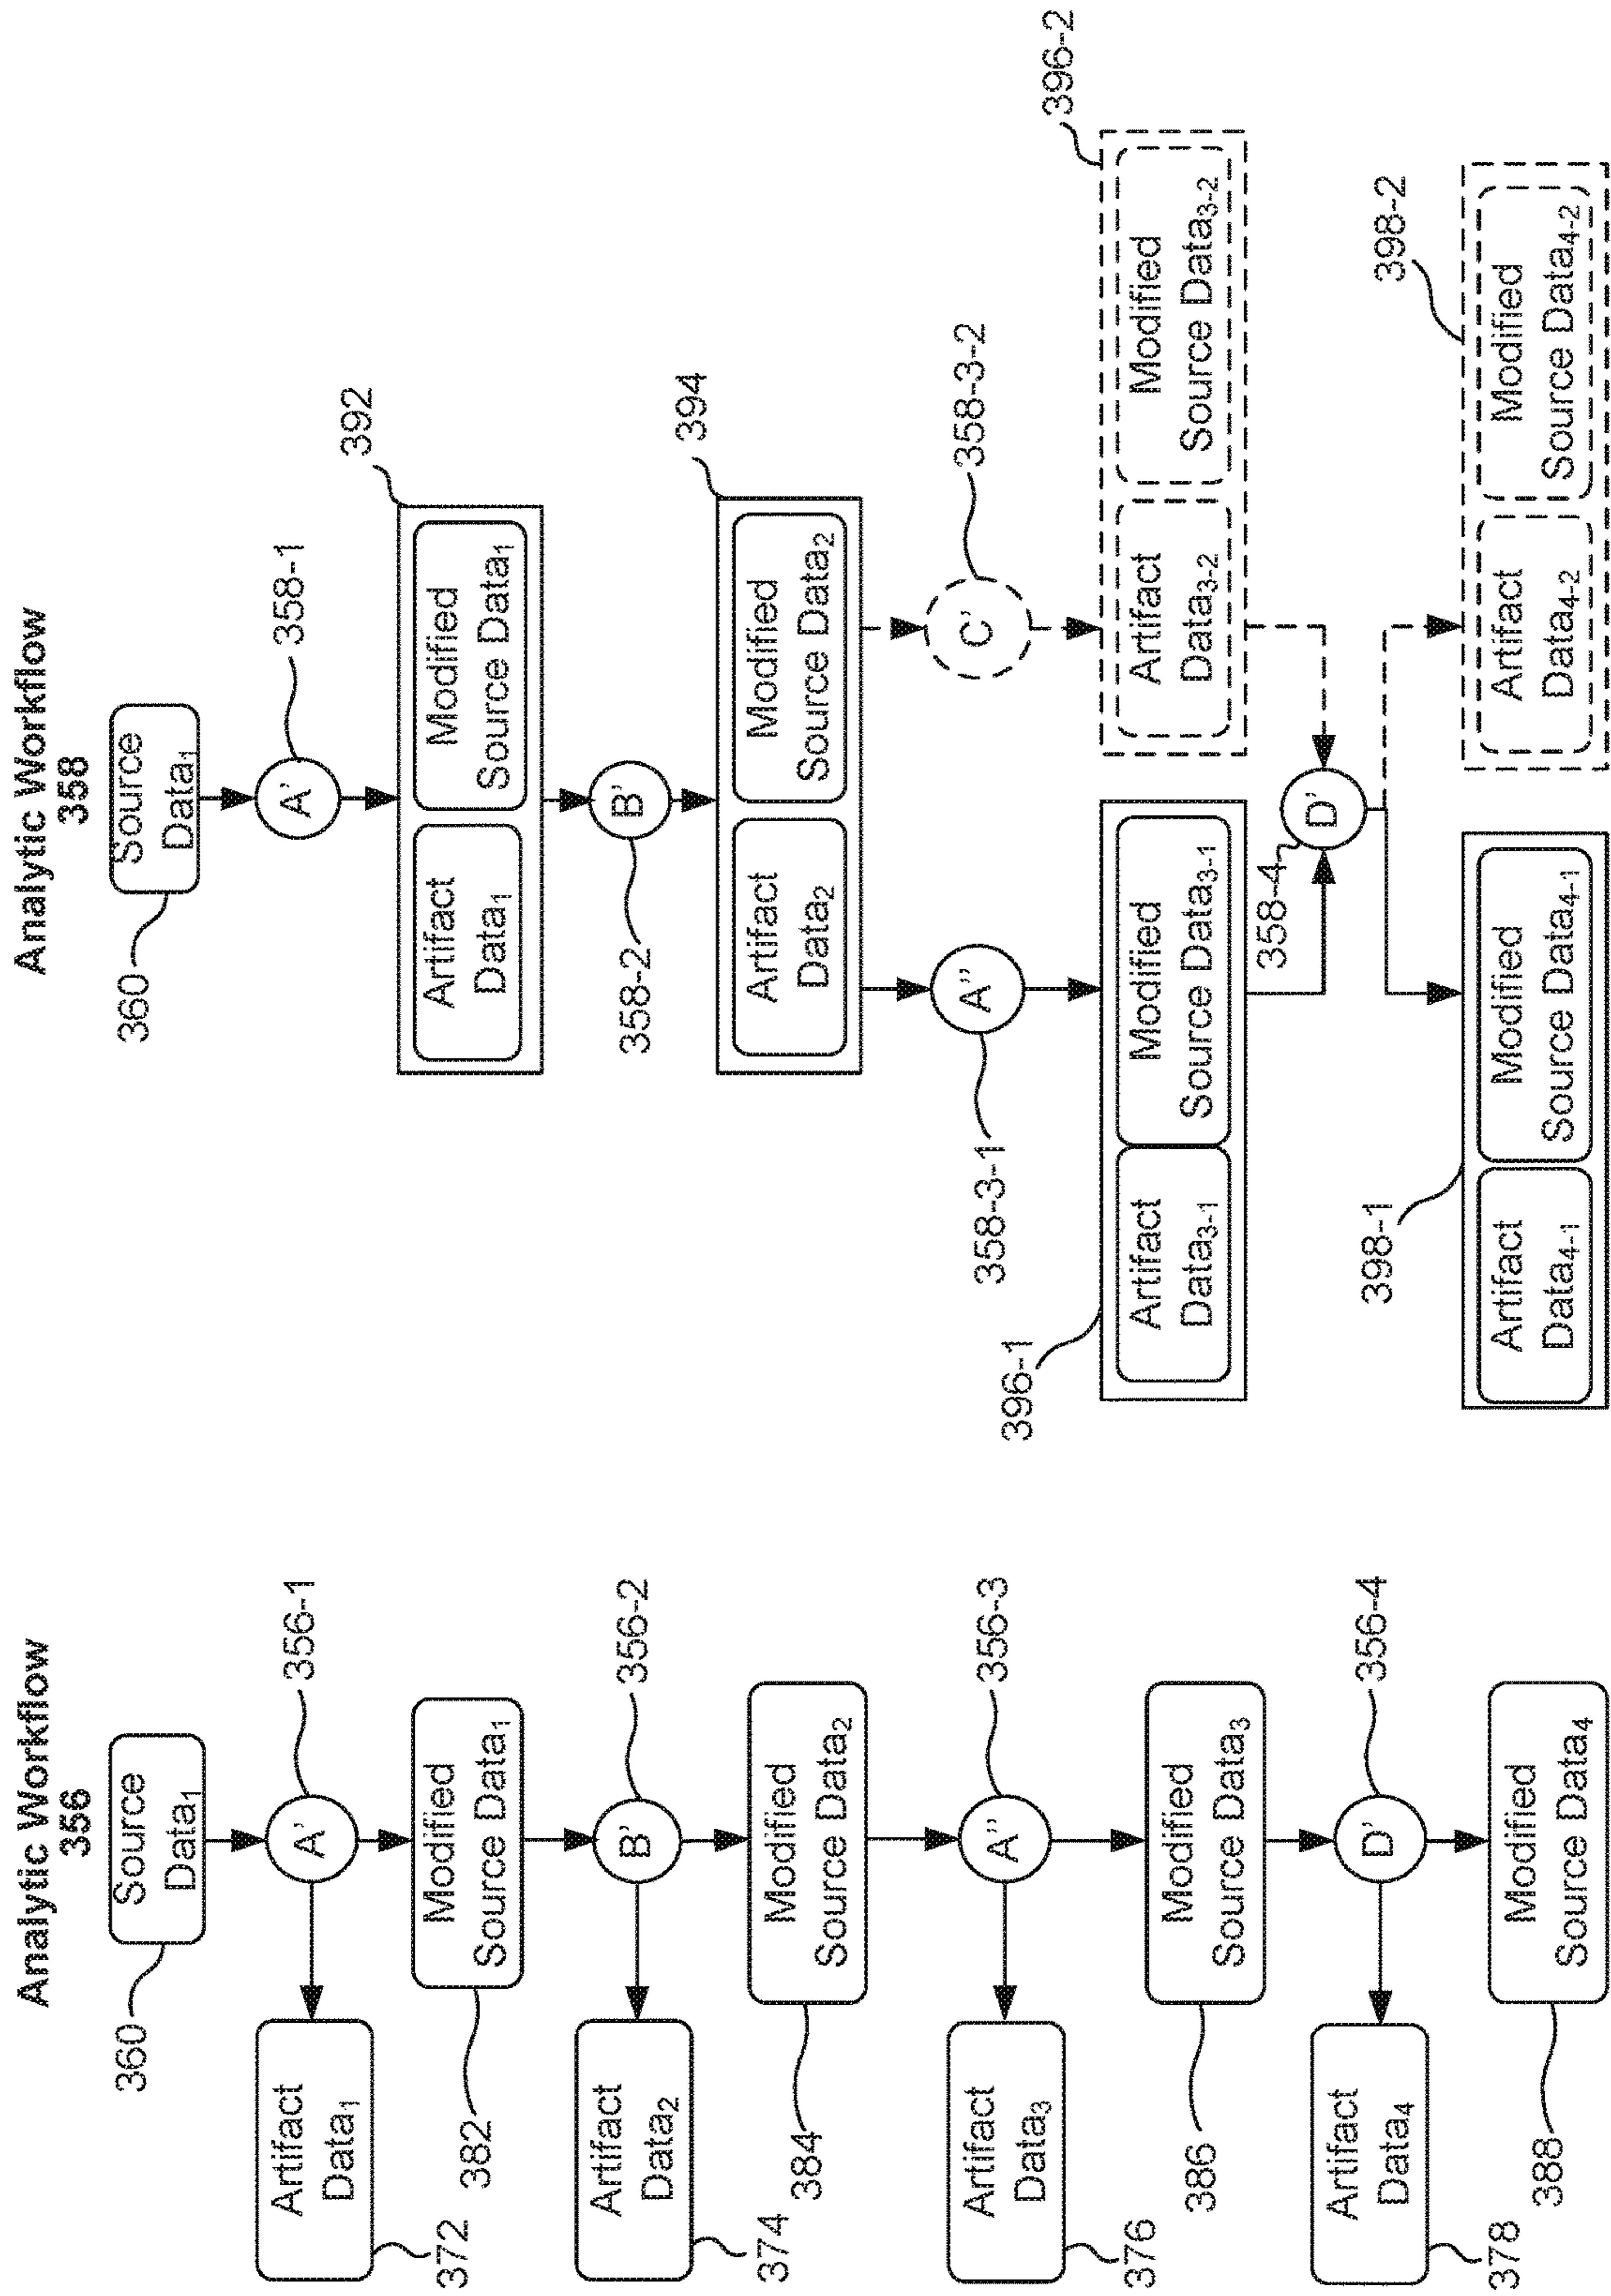 Analytic Workflow
356
Source
Data₁
360
A'
356-1
Artifact
Data₁
372
Modified
Source Data₁
382
B'
356-2
Artifact
Data₂
374
Modified
Source Data₂
384
A''
356-3
Artifact
Data₃
376
Modified
Source Data₃
386
D'
356-4
Artifact
Data₄
378
Modified
Source Data₄
388
Analytic Workflow
358
Source
Data₁
360
A'
358-1
392
Artifact
Data₁
Modified
Source Data₁
B'
358-2
394
Artifact
Data₂
Modified
Source Data₂
A''
358-3-1
C'
358-3-2
396-1
Artifact
Data₃₋₁
Modified
Source Data₃₋₁
396-2
Artifact
Data₃₋₂
Modified
Source Data₃₋₂
358-4
D'
398-1
Artifact
Data₄₋₁
Modified
Source Data₄₋₁
398-2
Artifact
Data₄₋₂
Modified
Source Data₄₋₂